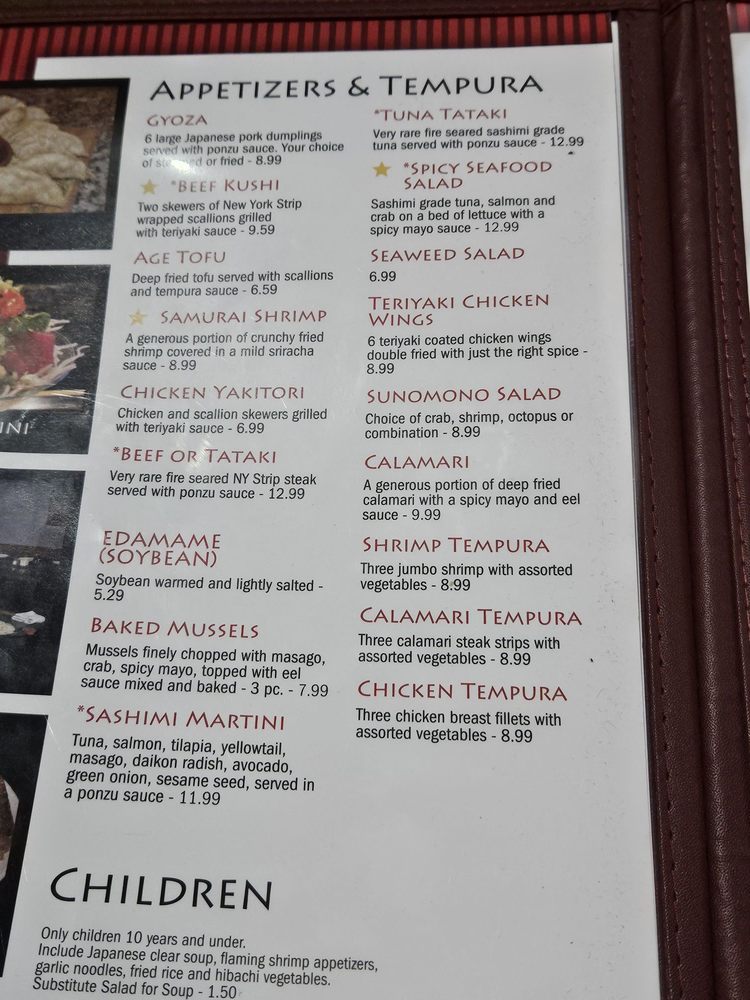 APPETIZERS & TEMPURA
GYOZA
6 large Japanese pork dumplings
served with ponzu sauce. Your choice
of steamed or fried - 8.99
*BEEF KUSHI
Two skewers of New York Strip
wrapped scallions grilled
with teriyaki sauce - 9.59
AGE TOFU
Deep fried tofu served with scallions
and tempura sauce - 6.59
SAMURAI SHRIMP
A generous portion of crunchy fried
shrimp covered in a mild sriracha
sauce - 8.99
CHICKEN YAKITORI
Chicken and scallion skewers grilled
with teriyaki sauce - 6.99
*BEEF OR TATAKI
Very rare fire seared NY Strip steak
served with ponzu sauce - 12.99
EDAMAME
(SOYBEAN)
Soybean warmed and lightly salted -
5.29
BAKED MUSSELS
Mussels finely chopped with masago,
crab, spicy mayo, topped with eel
sauce mixed and baked - 3 pc. - 7.99
*SASHIMI MARTINI
Tuna, salmon, tilapia, yellowtail,
masago, daikon radish, avocado,
green onion, sesame seed, served in
a ponzu sauce - 11.99
*TUNA TATAKI
Very rare fire seared sashimi grade
tuna served with ponzu sauce - 12.99
*SPICY SEAFOOD
SALAD
Sashimi grade tuna, salmon and
crab on a bed of lettuce with a
spicy mayo sauce - 12.99
SEAWEED SALAD
6.99
TERIYAKI CHICKEN
WINGS
6 teriyaki coated chicken wings
double fried with just the right spice -
8.99
SUNOMONO SALAD
Choice of crab, shrimp, octopus or
combination - 8.99
CALAMARI
A generous portion of deep fried
calamari with a spicy mayo and eel
sauce - 9.99
SHRIMP TEMPURA
Three jumbo shrimp with assorted
vegetables - 8.99
CALAMARI TEMPURA
Three calamari steak strips with
assorted vegetables - 8.99
CHICKEN TEMPURA
Three chicken breast fillets with
assorted vegetables - 8.99
CHILDREN
Only children 10 years and under.
Include Japanese clear soup, flaming shrimp appetizers,
garlic noodles, fried rice and hibachi vegetables.
Substitute Salad for Soup - 1.50